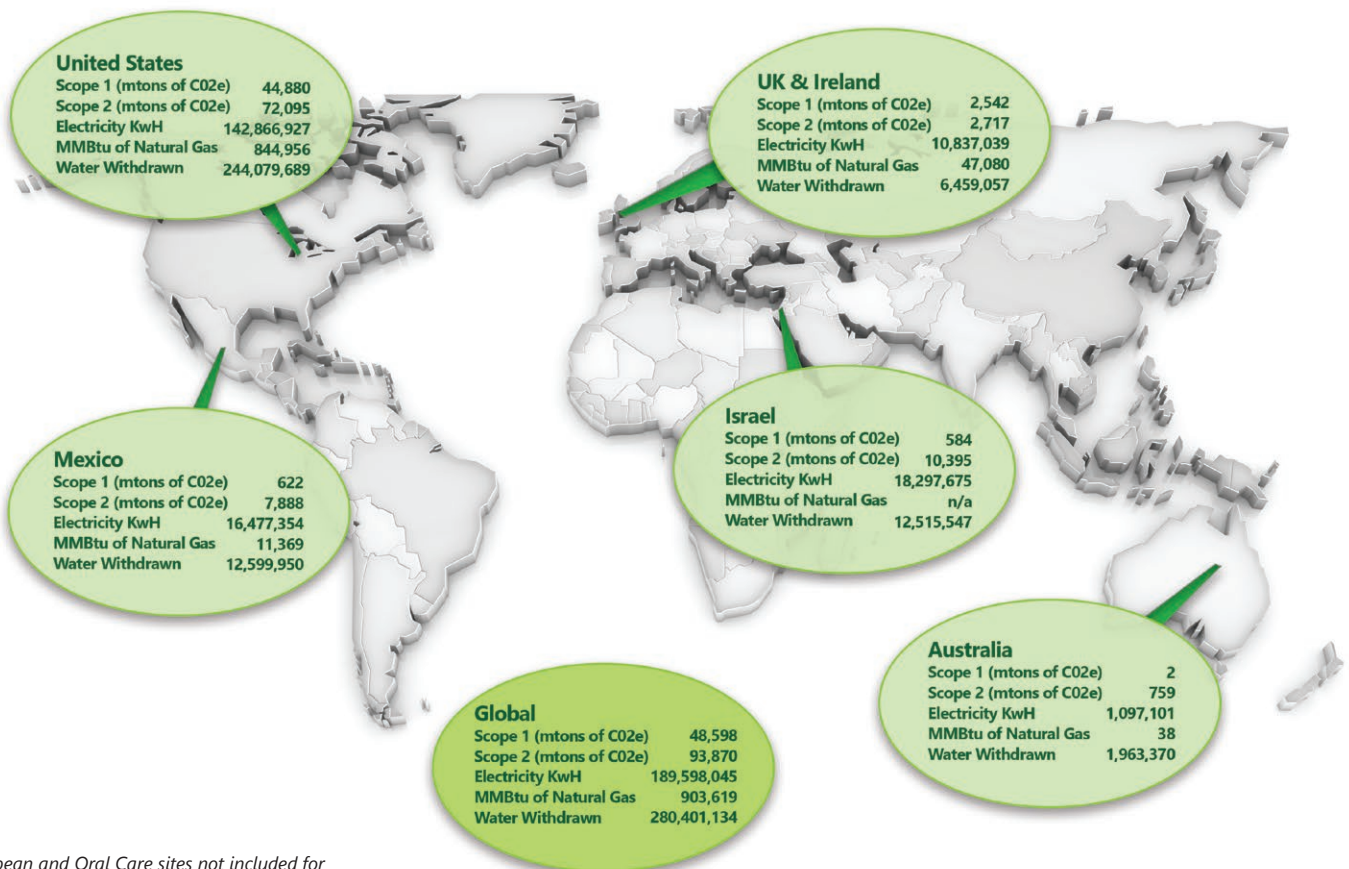 United States
Scope 1 (mtons of C02e) 44,880
Scope 2 (mtons of C02e) 72,095
Electricity KwH 142,866,927
MMBtu of Natural Gas 844,956
Water Withdrawn 244,079,689
UK & Ireland
Scope 1 (mtons of C02e) 2,542
Scope 2 (mtons of C02e) 2,717
Electricity KwH 10,837,039
MMBtu of Natural Gas 47,080
Water Withdrawn 6,459,057
Mexico
Scope 1 (mtons of C02e) 622
Scope 2 (mtons of C02e) 7,888
Electricity KwH 16,477,354
MMBtu of Natural Gas 11,369
Water Withdrawn 12,599,950
Israel
Scope 1 (mtons of C02e) 584
Scope 2 (mtons of C02e) 10,395
Electricity KwH 18,297,675
MMBtu of Natural Gas n/a
Water Withdrawn 12,515,547
Australia
Scope 1 (mtons of C02e) 2
Scope 2 (mtons of C02e) 759
Electricity KwH 1,097,101
MMBtu of Natural Gas 38
Water Withdrawn 1,963,370
Global
Scope 1 (mtons of C02e) 48,598
Scope 2 (mtons of C02e) 93,870
Electricity KwH 189,598,045
MMBtu of Natural Gas 903,619
Water Withdrawn 280,401,134
and Oral Care sites not included for